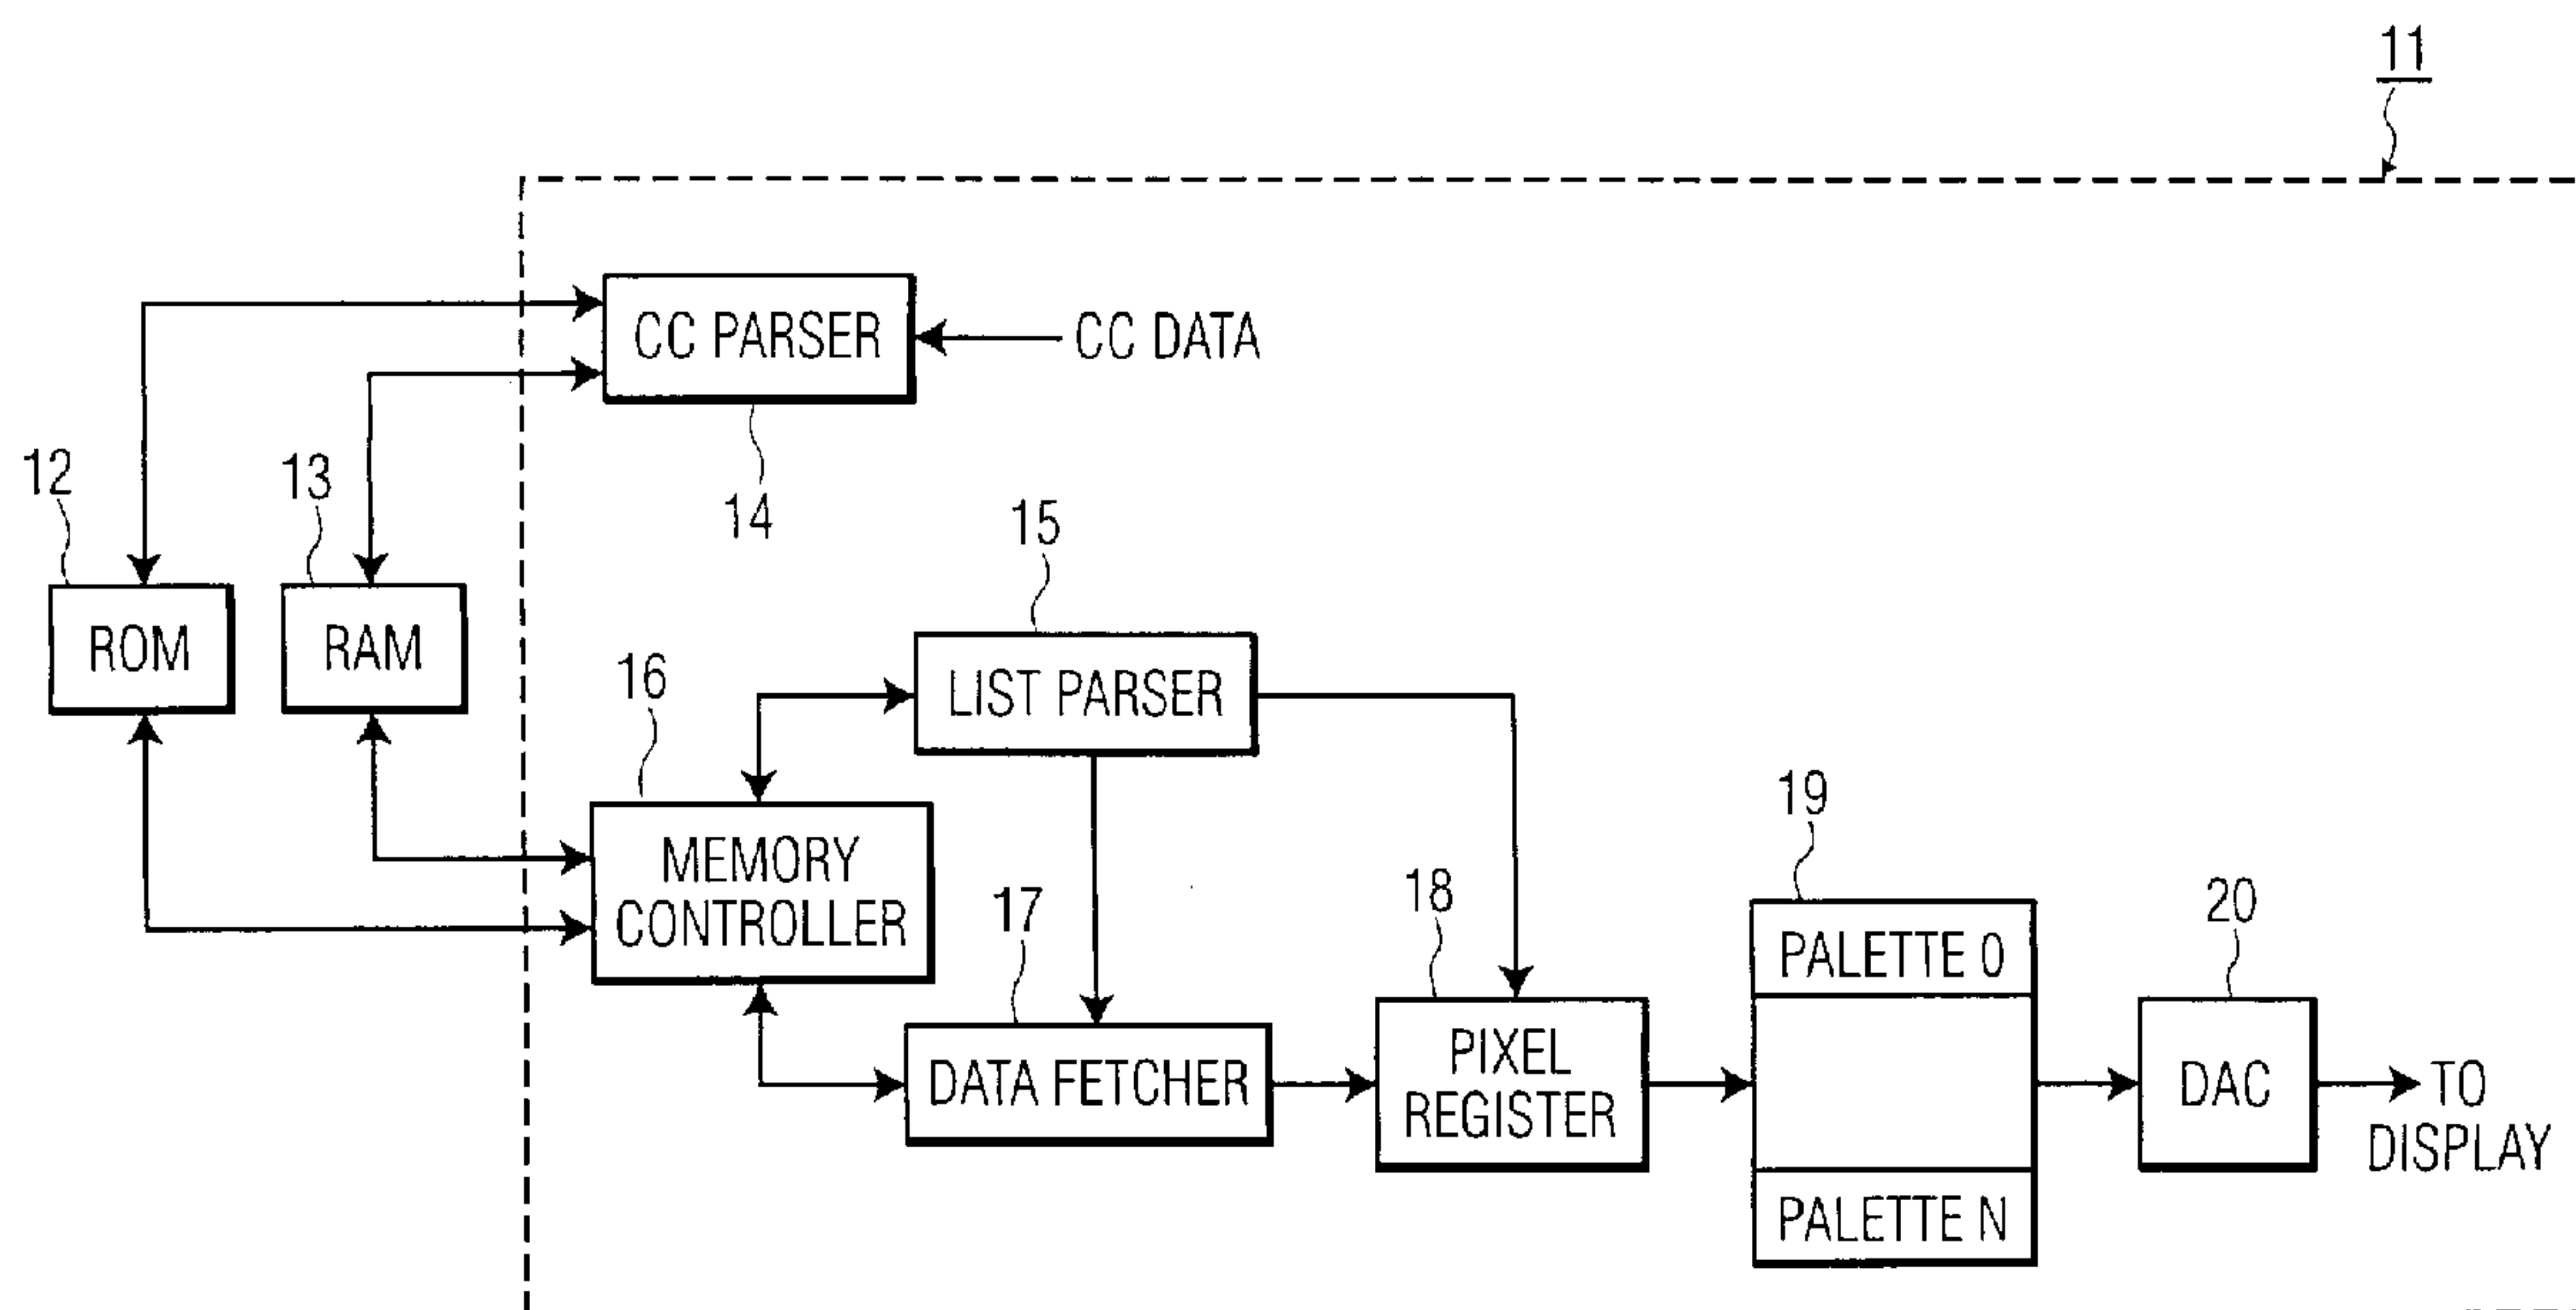 11
CC PARSER
CC DATA
12
13
14
15
ROM
RAM
16
LIST PARSER
19
MEMORY
CONTROLLER
17
18
20
PALETTE 0
PIXEL
REGISTER
DATA FETCHER
DAC
TO
DISPLAY
PALETTE N